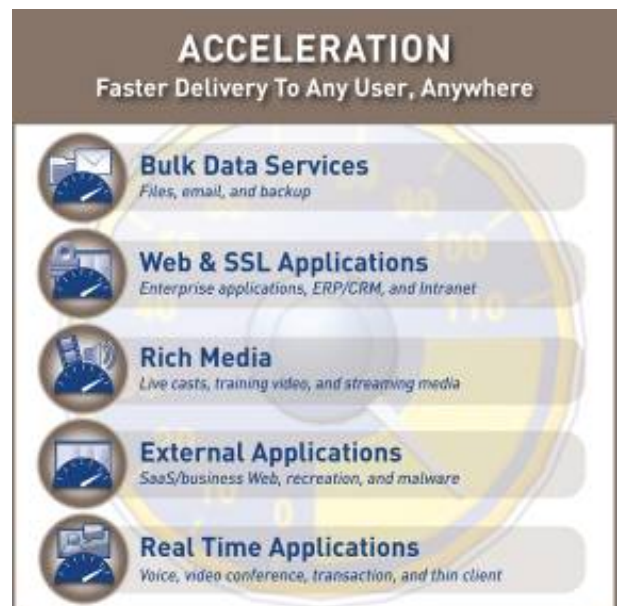 ACCELERATION
Faster Delivery To Any User, Anywhere
Bulk Data Services
Files, email, and backup
Web & SSL Applications
Enterprise applications, ERP/CRM, and Intranet
Rich Media
Live casts, training video, and streaming media
External Applications
SaaS/business Web, recreation, and malware
Real Time Applications
Voice, video conference, transaction, and thin client